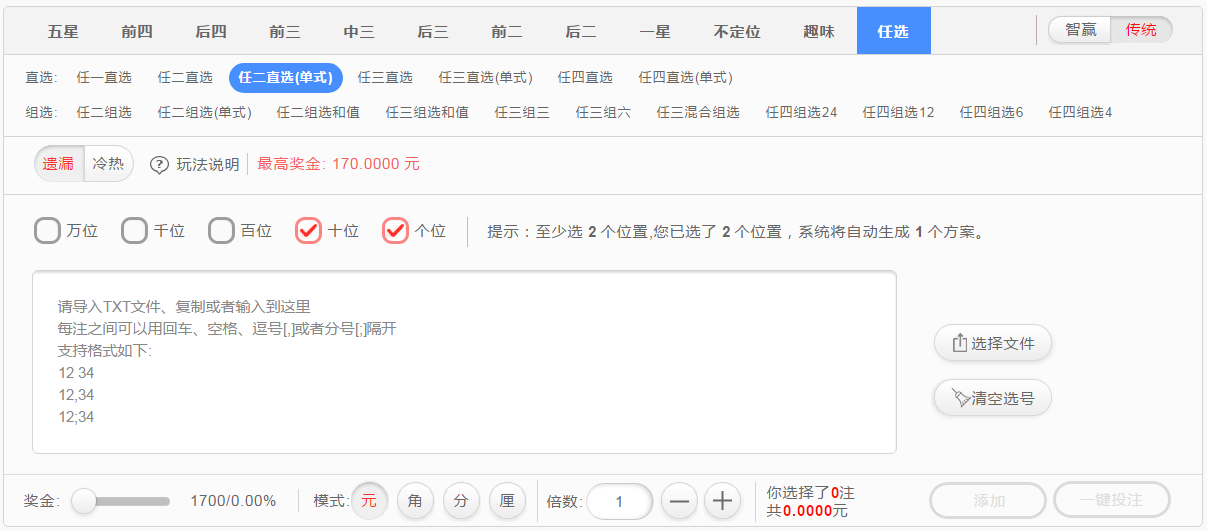 五星 前四 后四 前三 中三 后三 前二 后二 一星 不定位 趣味 任选 智赢 传统
直选: 任一直选 任二直选 任二直选(单式) 任三直选 任三直选(单式) 任四直选 任四直选(单式)
组选: 任二组选 任二组选(单式) 任二组选和值 任三组选和值 任三组三 任三组六 任三混合组选 任四组选24 任四组选12 任四组选6 任四组选4
遗漏 冷热 ? 玩法说明 最高奖金: 170.0000 元
万位 千位 百位 十位 个位 提示：至少选 2 个位置,您已选了 2 个位置，系统将自动生成 1 个方案。
请导入TXT文件、复制或者输入到这里
每注之间可以用回车、空格、逗号[,]或者分号[;]隔开
支持格式如下:
12 34
12,34
12;34
选择文件
清空选号
奖金: 1700/0.00% 模式: 元 角 分 厘 倍数: 1 你选择了0注
共0.0000元
添加 一键投注